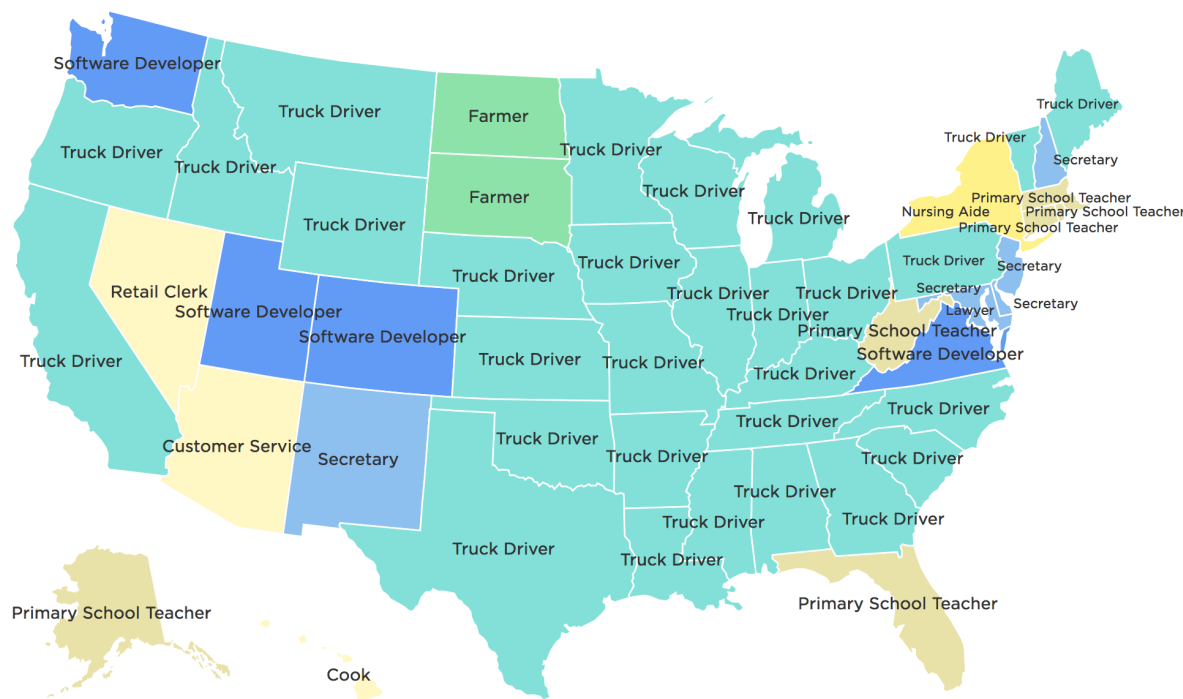 Software Developer
Truck Driver
Truck Driver
Farmer
Truck Driver
Truck Driver
Truck Driver
Truck Driver
Secretary
Truck Driver
Farmer
Truck Driver
Primary School Teacher
Primary School Teacher
Nursing Aide
Primary School Teacher
Truck Driver
Truck Driver
Truck Driver
Truck Driver
Truck Driver
Secretary
Truck Driver
Retail Clerk
Truck Driver
Truck Driver
Secretary
Secretary
Software Developer
Lawyer
Truck Driver
Primary School Teacher
Software Developer
Software Developer
Truck Driver
Truck Driver
Truck Driver
Truck Driver
Truck Driver
Truck Driver
Truck Driver
Customer Service
Secretary
Truck Driver
Truck Driver
Truck Driver
Truck Driver
Truck Driver
Truck Driver
Truck Driver
Truck Driver
Primary School Teacher
Primary School Teacher
Cook